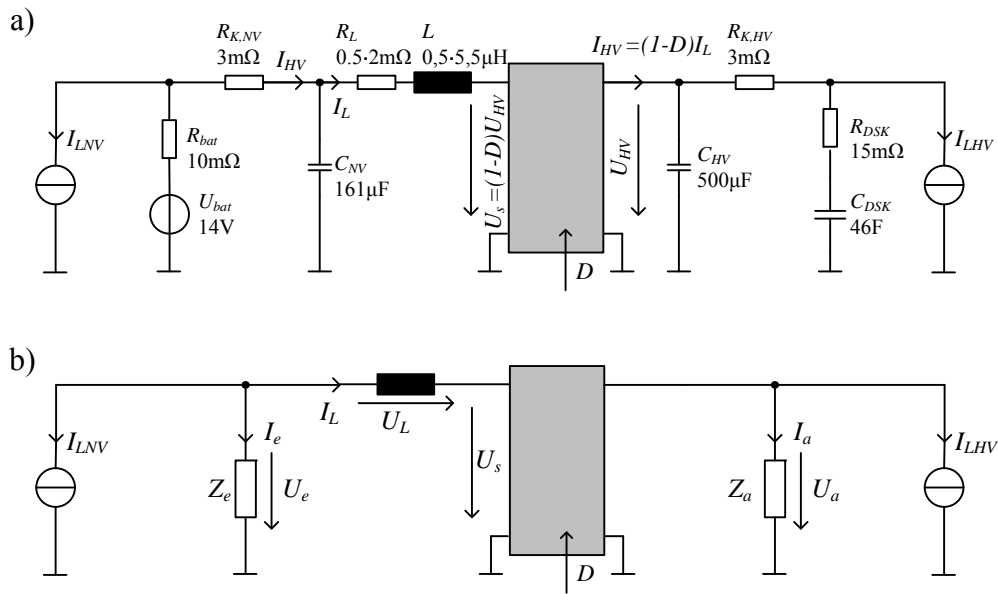 a)
R_K,NV
3mΩ
I_HV
R_L
0.5·2mΩ
L
0,5·5,5μH
I_HV=(1-D)I_L
R_K,HV
3mΩ
I_LNV
R_bat
10mΩ
U_bat
14V
I_L
C_NV
161μF
U_s=(1-D)U_HV
U_HV
C_HV
500μF
R_DSK
15mΩ
C_DSK
46F
I_LHV
D
b)
I_LNV
Z_e
I_e
U_e
I_L
U_L
U_s
D
I_a
Z_a
U_a
I_LHV